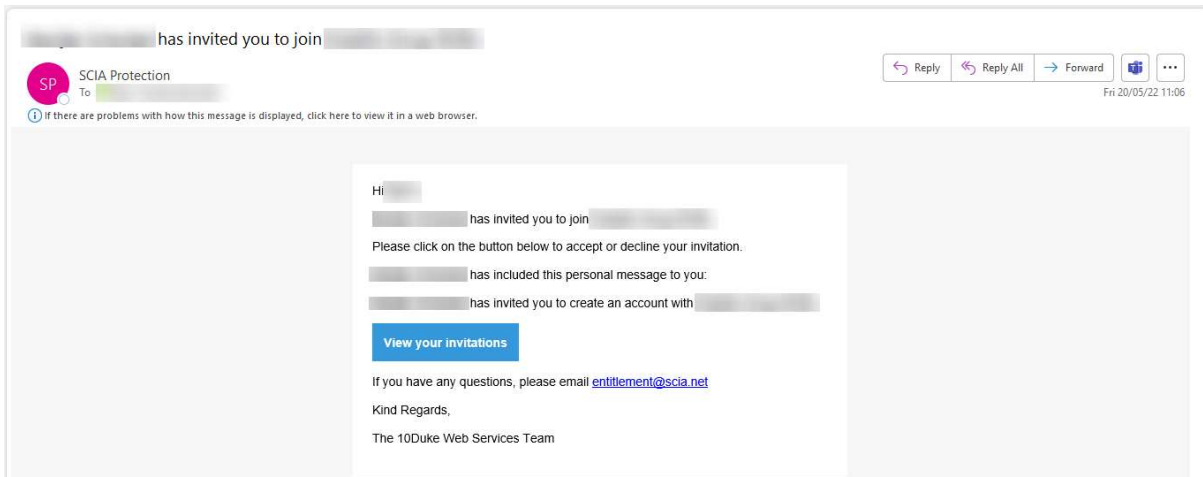 has invited you to join
Reply
Reply All
Forward
SP
SCIA Protection
To
Fri 20/05/22 11:06
If there are problems with how this message is displayed, click here to view it in a web browser.
Hi
has invited you to join
Please click on the button below to accept or decline your invitation.
has included this personal message to you:
has invited you to create an account with
View your invitations
If you have any questions, please email entitlement@scia.net
Kind Regards,
The 10Duke Web Services Team